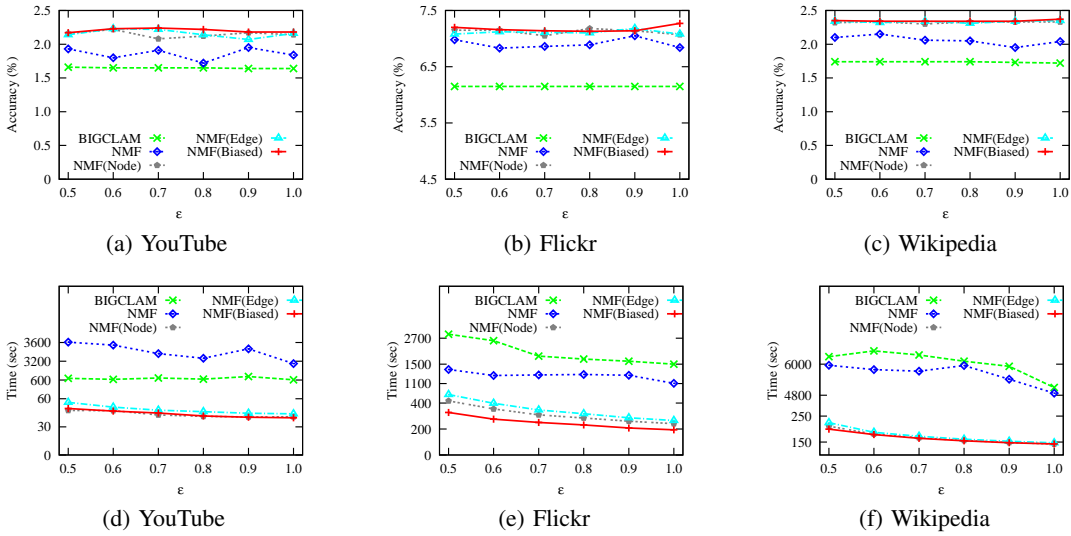 2.5
2.0
1.5
1.0
0.5
0
Accuracy (%)
BIGCLAM
NMF
NMF(Node)
NMF(Edge)
NMF(Biased)
0.5 0.6 0.7 0.8 0.9 1.0
ε
(a) YouTube
7.5
6.5
5.5
4.5
Accuracy (%)
BIGCLAM
NMF
NMF(Node)
NMF(Edge)
NMF(Biased)
0.5 0.6 0.7 0.8 0.9 1.0
ε
(b) Flickr
2.5
2.0
1.5
1.0
0.5
0
Accuracy (%)
BIGCLAM
NMF
NMF(Node)
NMF(Edge)
NMF(Biased)
0.5 0.6 0.7 0.8 0.9 1.0
ε
(c) Wikipedia
BIGCLAM
NMF
NMF(Node)
NMF(Edge)
NMF(Biased)
3600
3200
600
60
30
0
Time (sec)
0.5 0.6 0.7 0.8 0.9 1.0
ε
(d) YouTube
BIGCLAM
NMF
NMF(Node)
NMF(Edge)
NMF(Biased)
2700
1500
1100
400
200
Time (sec)
0.5 0.6 0.7 0.8 0.9 1.0
ε
(e) Flickr
BIGCLAM
NMF
NMF(Node)
NMF(Edge)
NMF(Biased)
6000
4800
250
150
Time (sec)
0.5 0.6 0.7 0.8 0.9 1.0
ε
(f) Wikipedia